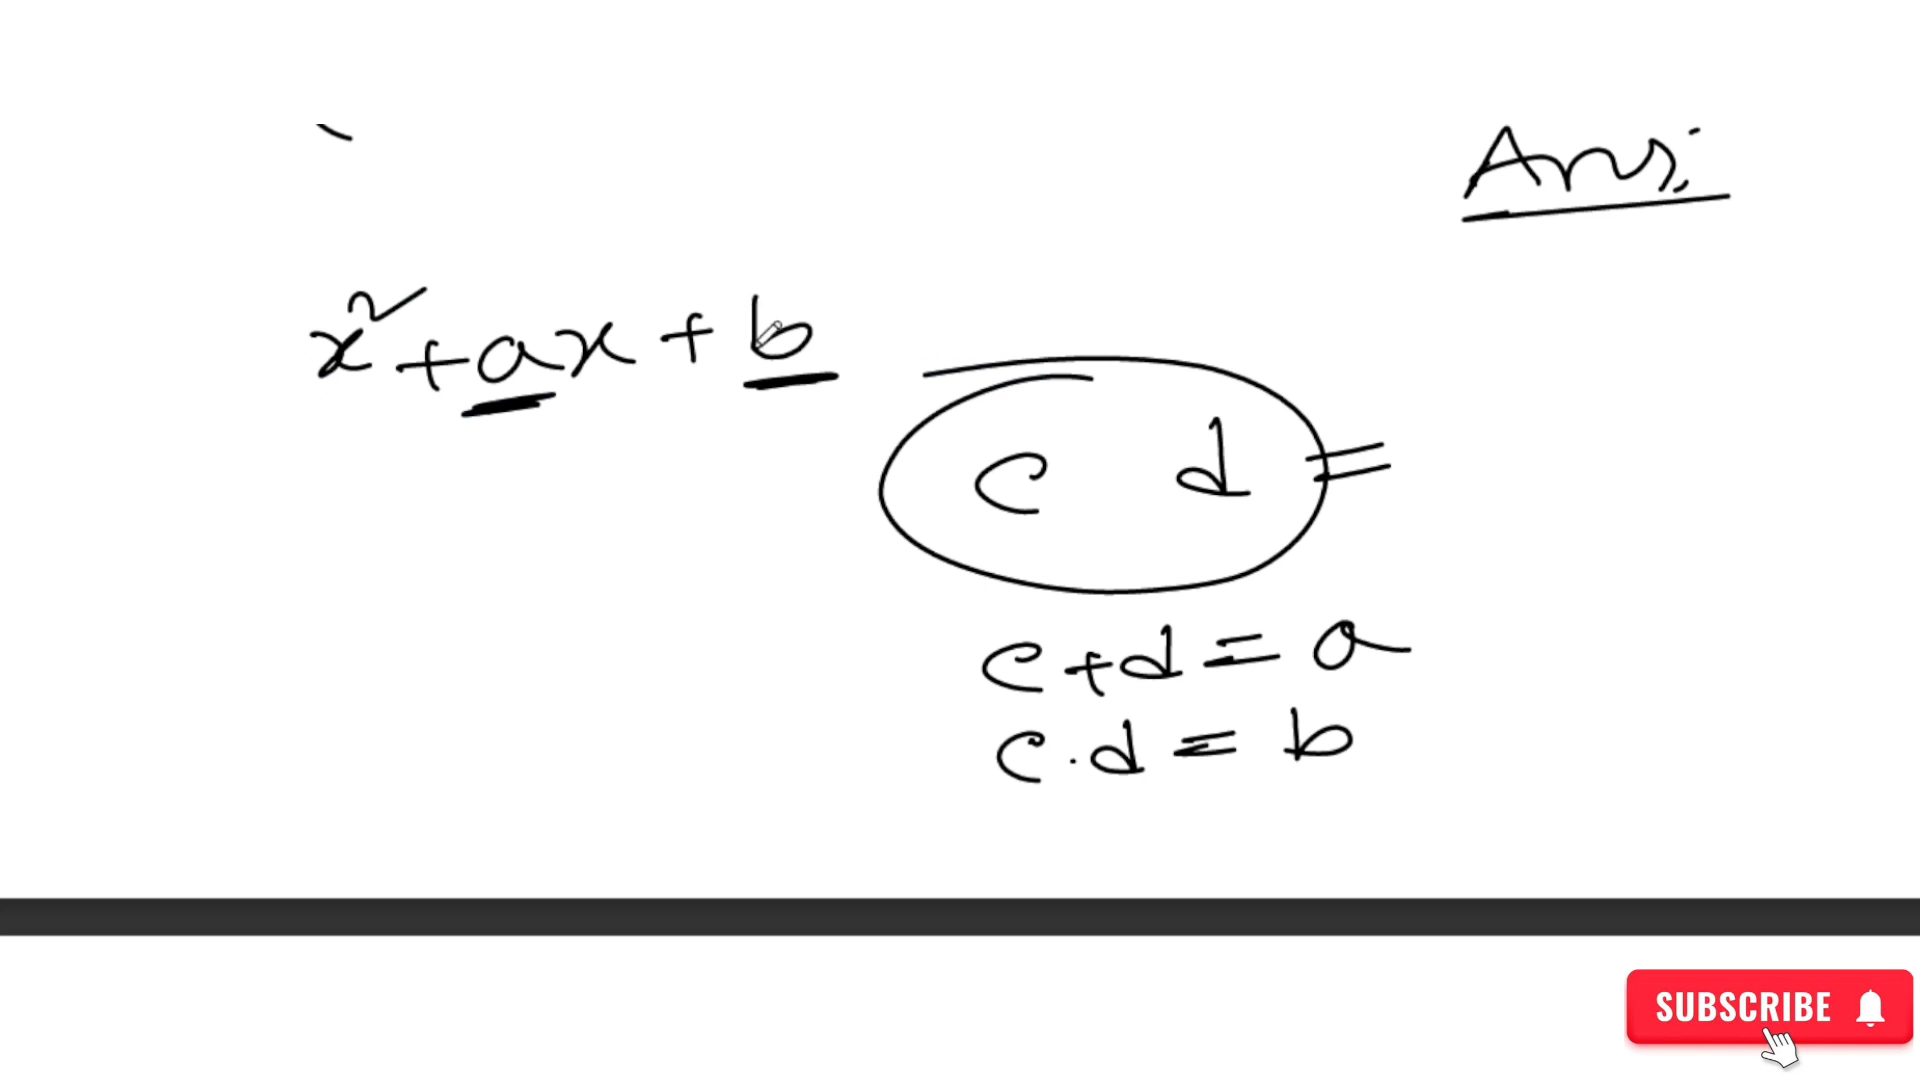 Ans:
x²+ax+b
c d =
c+d=a
c.d=b
SUBSCRIBE